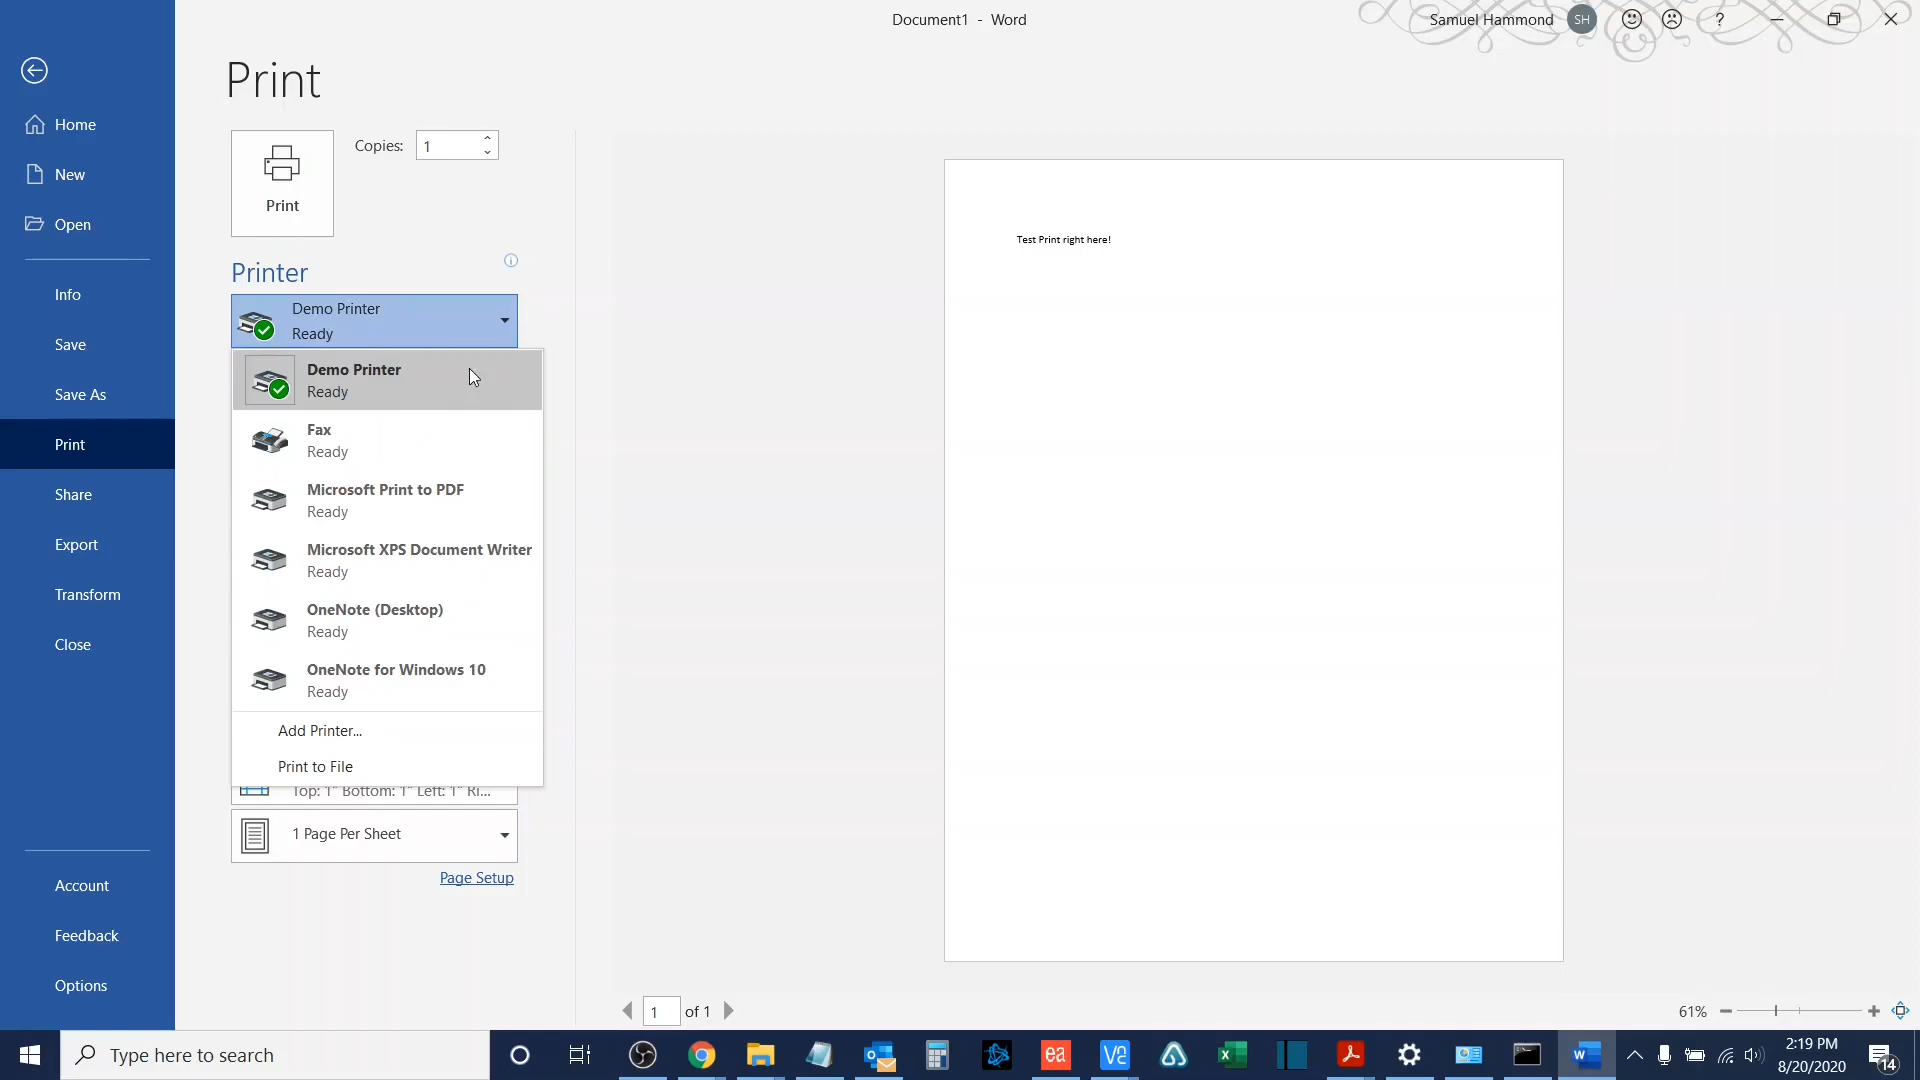 Document1 - Word
Samuel Hammond
SH
?
Print
Home
New
Open
Info
Save
Save As
Print
Share
Export
Transform
Close
Account
Feedback
Options
Print
Copies: 1
Printer
Demo Printer
Ready
Demo Printer
Ready
Fax
Ready
Microsoft Print to PDF
Ready
Microsoft XPS Document Writer
Ready
OneNote (Desktop)
Ready
OneNote for Windows 10
Ready
Add Printer...
Print to File
Top: 1" Bottom: 1" Left: 1" Ri...
1 Page Per Sheet
Page Setup
Test Print right here!
1 of 1
61%
Type here to search
ea
2:19 PM
8/20/2020
14